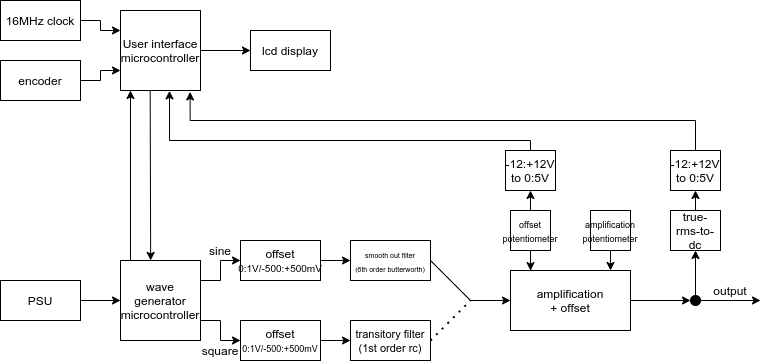 16MHz clock
encoder
User interface
microcontroller
lcd display
-12:+12V
to 0:5V
-12:+12V
to 0:5V
offset
potentiometer
amplification
potentiometer
true-
rms-to-
dc
PSU
wave
generator
microcontroller
sine
offset
0:1V/-500:+500mV
smooth out filter
(6th order butterworth)
square
offset
0:1V/-500:+500mV
transitory filter
(1st order rc)
amplification
+ offset
output